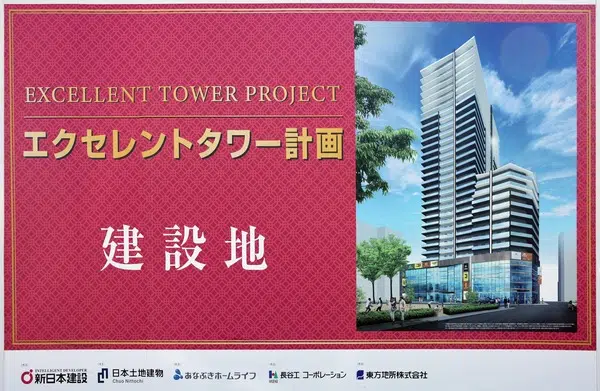 EXCELLENT TOWER PROJECT
エクセレントタワー計画
建設地
INTELLIGENT DEVELOPER
新日本建設
日本土地建物
Chuo Nittochi
あなぶきホームライフ
長谷工 コーポレーション
東方地所株式会社